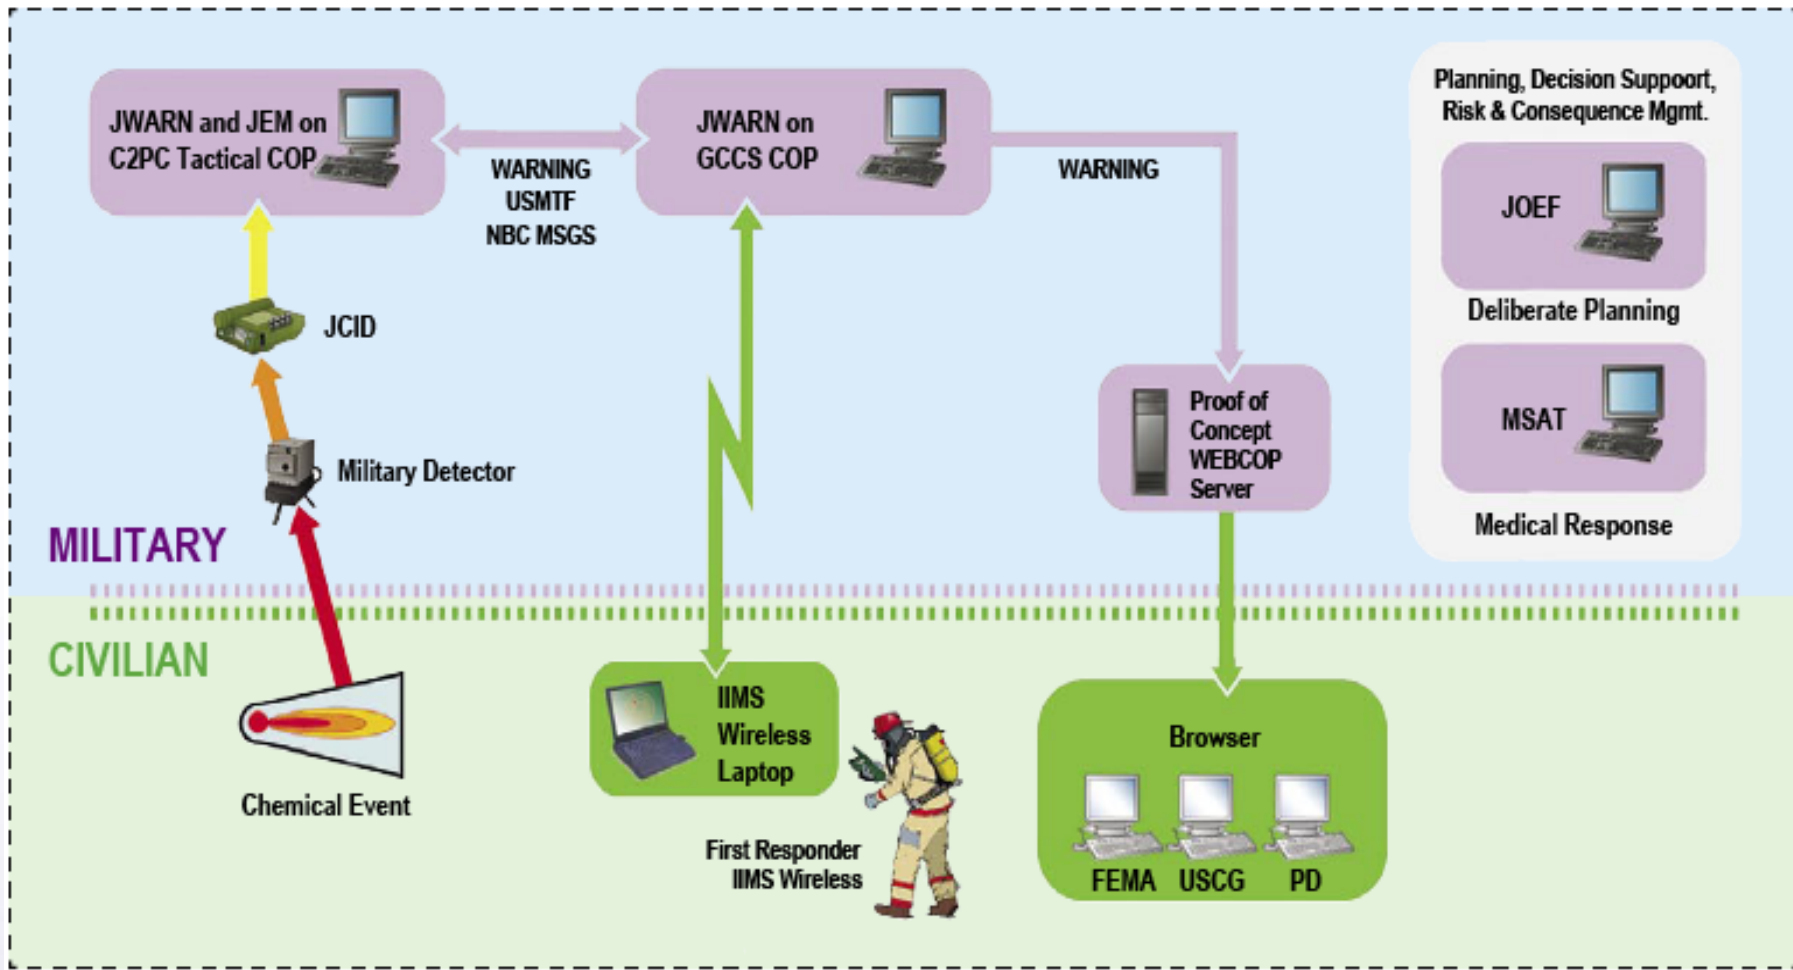 JWARN and JEM on
C2PC Tactical COP
WARNING
USMTF
NBC MSGS
JWARN on
GCCS COP
WARNING
Planning, Decision Suppoort,
Risk & Consequence Mgmt.
JOEF
Deliberate Planning
MSAT
Medical Response
JCID
Military Detector
Proof of
Concept
WEBCOP
Server
MILITARY
CIVILIAN
Chemical Event
IIMS
Wireless
Laptop
First Responder
IIMS Wireless
Browser
FEMA
USCG
PD